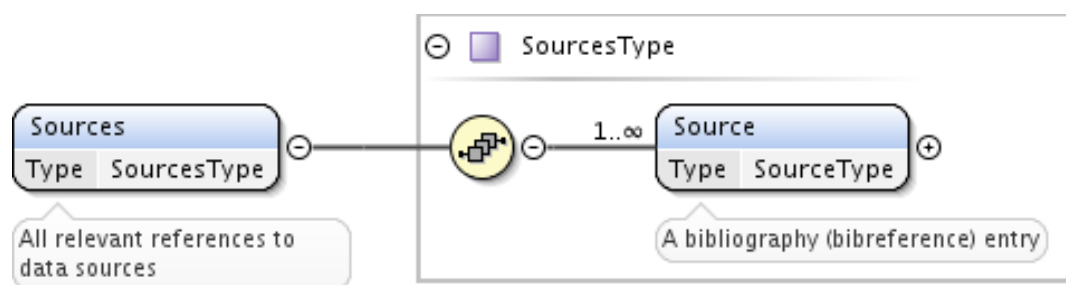 SourcesType
Sources
Type SourcesType
1..∞
Source
Type SourceType
All relevant references to
data sources
A bibliography (bibreference) entry